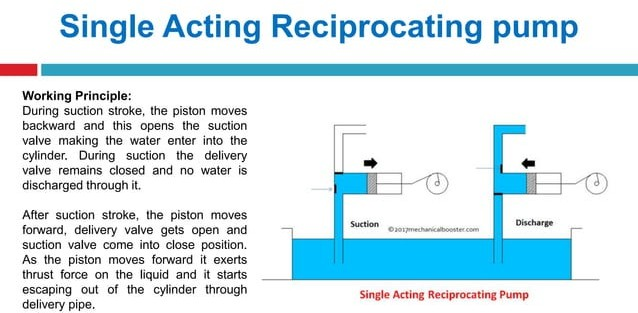 Single Acting Reciprocating pump
Working Principle:
During suction stroke, the piston moves
backward and this opens the suction
valve making the water enter into the
cylinder. During suction the delivery
valve remains closed and no water is
discharged through it.
After suction stroke, the piston moves
forward, delivery valve gets open and
suction valve come into close position.
As the piston moves forward it exerts
thrust force on the liquid and it starts
escaping out of the cylinder through
delivery pipe.
Suction
©2017mechanicalbooster.com
Discharge
Single Acting Reciprocating Pump